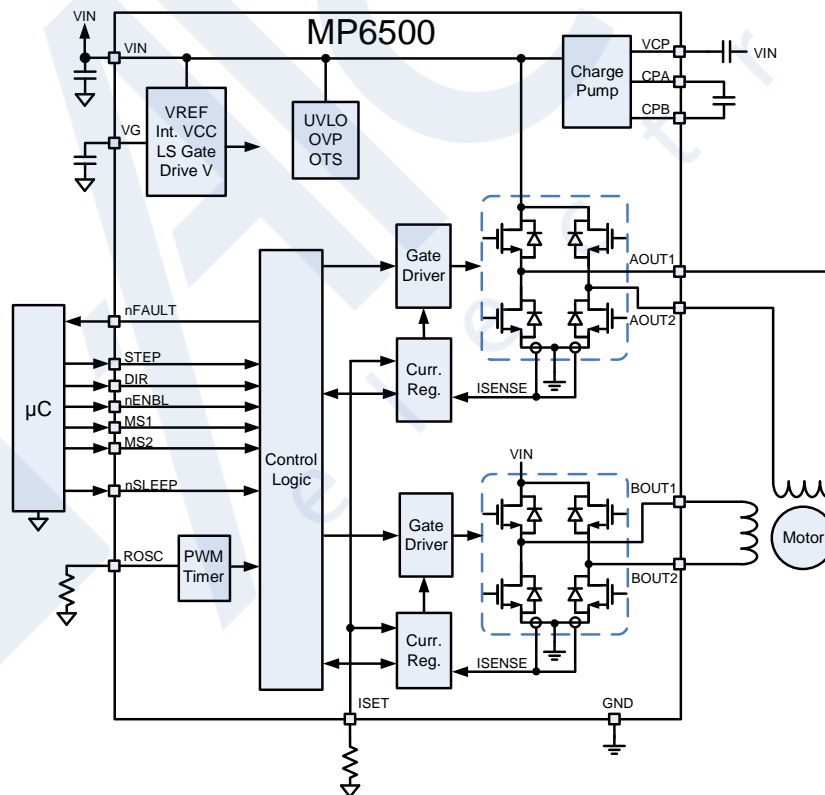 MP6500
VIN
VIN
VCP
VIN
Charge
Pump
CPA
CPB
VREF
Int. VCC
LS Gate
Drive V
VG
UVLO
OVP
OTS
Gate
Driver
AOUT1
AOUT2
nFAULT
STEP
DIR
nENBL
MS1
MS2
nSLEEP
µC
Control
Logic
Curr.
Reg.
ISENSE
VIN
BOUT1
Motor
BOUT2
Gate
Driver
ROSC
PWM
Timer
Curr.
Reg.
ISENSE
ISET
GND